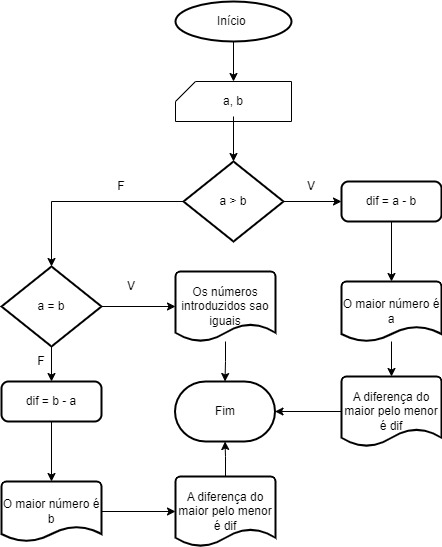 Início
a, b
F
a > b
V
dif = a - b
a = b
V
Os números
introduzidos sao
iguais
O maior número é
a
F
dif = b - a
Fim
A diferença do
maior pelo menor
é dif
O maior número é
b
A diferença do
maior pelo menor
é dif